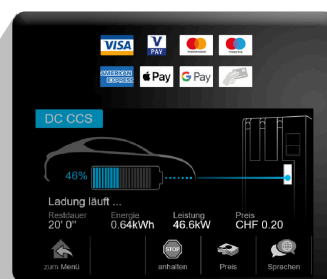 VISA V PAY
AMERICAN EXPRESS Pay G Pay
DC CCS
46%
Ladung läuft ...
Restdauer Energie Leistung Preis
20' 0" 0.64kWh 46.6kW CHF 0.20
STOP
zum Menü anhalten Preis Sprachen